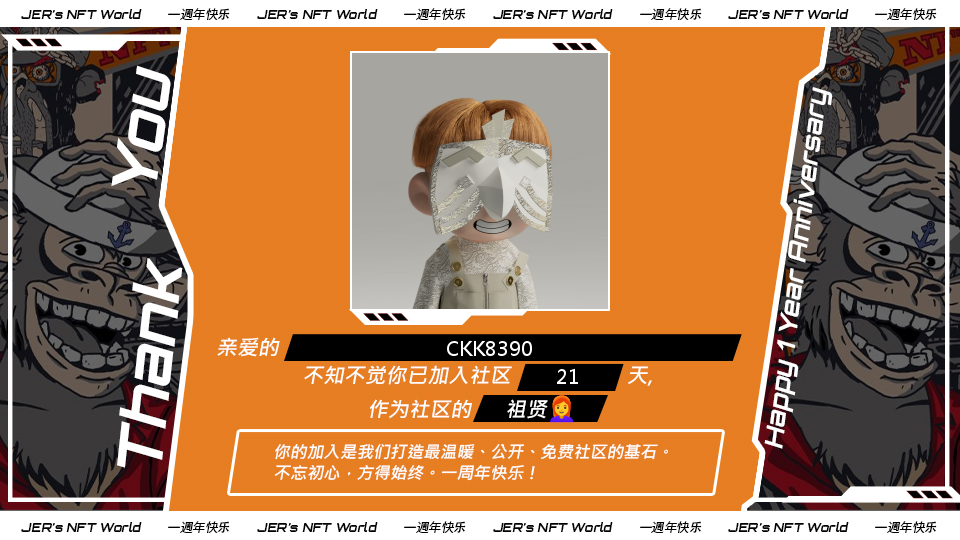 JER's NFT World 一週年快乐 JER's NFT World 一週年快乐 JER's NFT World 一週年快乐 JER's NFT World 一週年快乐
Thank You
亲爱的 CKK8390
不知不觉你已加入社区 21 天,
作为社区的 祖贤👩‍🦰
你的加入是我们打造最温暖、公开、免费社区的基石。
不忘初心，方得始终。一周年快乐！
Happy 1 Year Anniversary
JER's NFT World 一週年快乐 JER's NFT World 一週年快乐 JER's NFT World 一週年快乐 JER's NFT World 一週年快乐